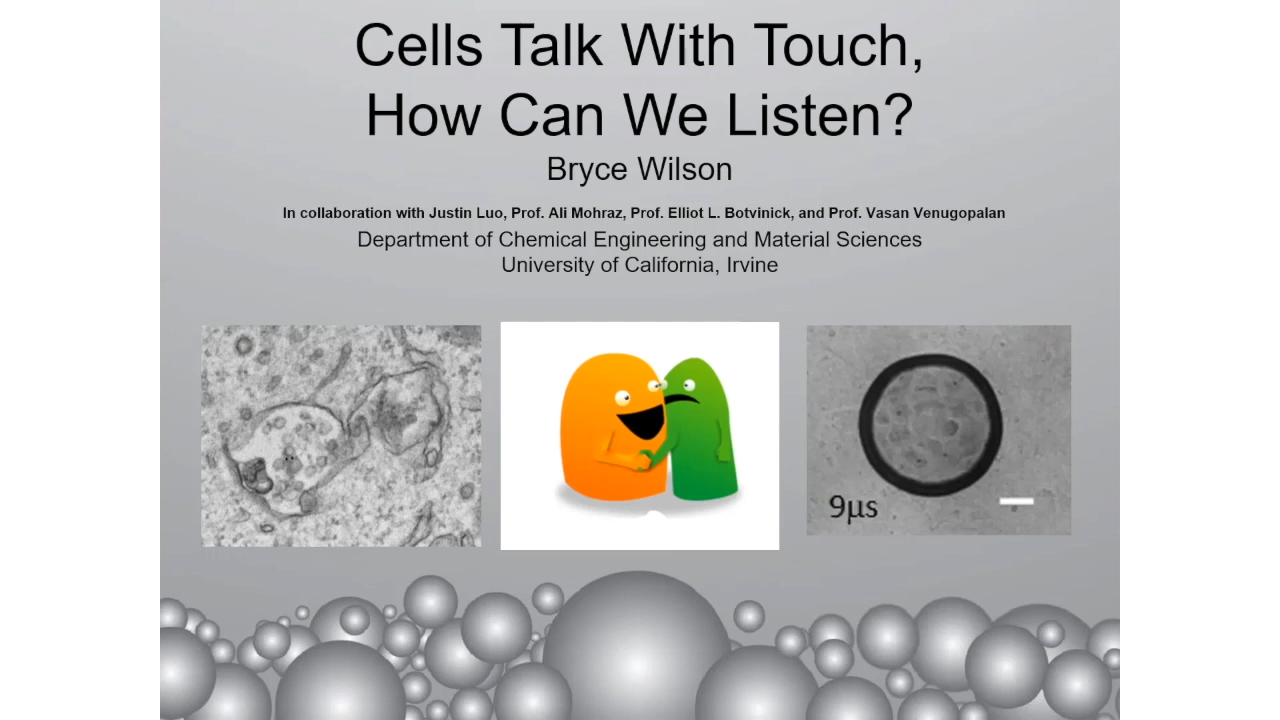 Cells Talk With Touch,
How Can We Listen?
Bryce Wilson
In collaboration with Justin Luo, Prof. Ali Mohraz, Prof. Elliot L. Botvinick, and Prof. Vasan Venugopalan
Department of Chemical Engineering and Material Sciences
University of California, Irvine
9μs